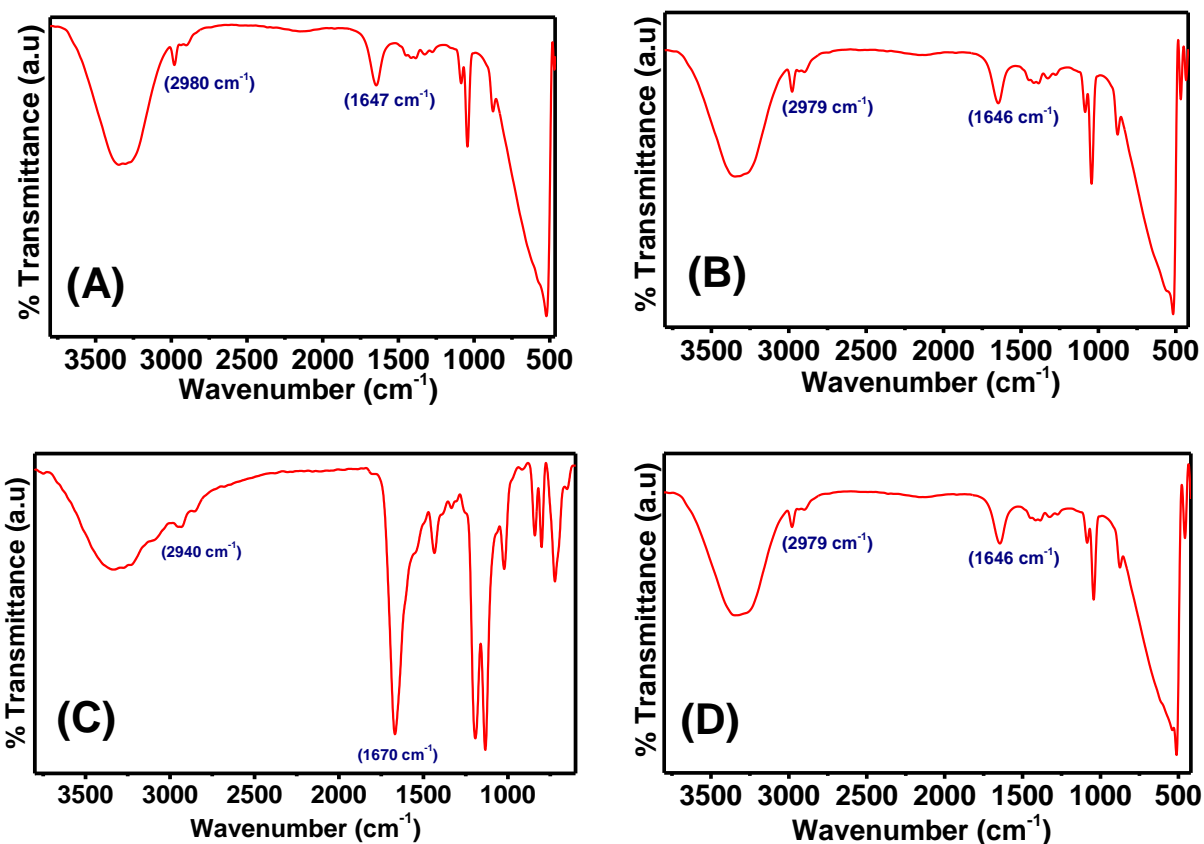 % Transmittance (a.u)
(2980 cm⁻¹)
(1647 cm⁻¹)
(A)
3500 3000 2500 2000 1500 1000 500
Wavenumber (cm⁻¹)
% Transmittance (a.u)
(2979 cm⁻¹)
(1646 cm⁻¹)
(B)
3500 3000 2500 2000 1500 1000 500
Wavenumber (cm⁻¹)
% Transmittance (a.u)
(2940 cm⁻¹)
(1670 cm⁻¹)
(C)
3500 3000 2500 2000 1500 1000
Wavenumber (cm⁻¹)
% Transmittance (a.u)
(2979 cm⁻¹)
(1646 cm⁻¹)
(D)
3500 3000 2500 2000 1500 1000 500
Wavenumber (cm⁻¹)